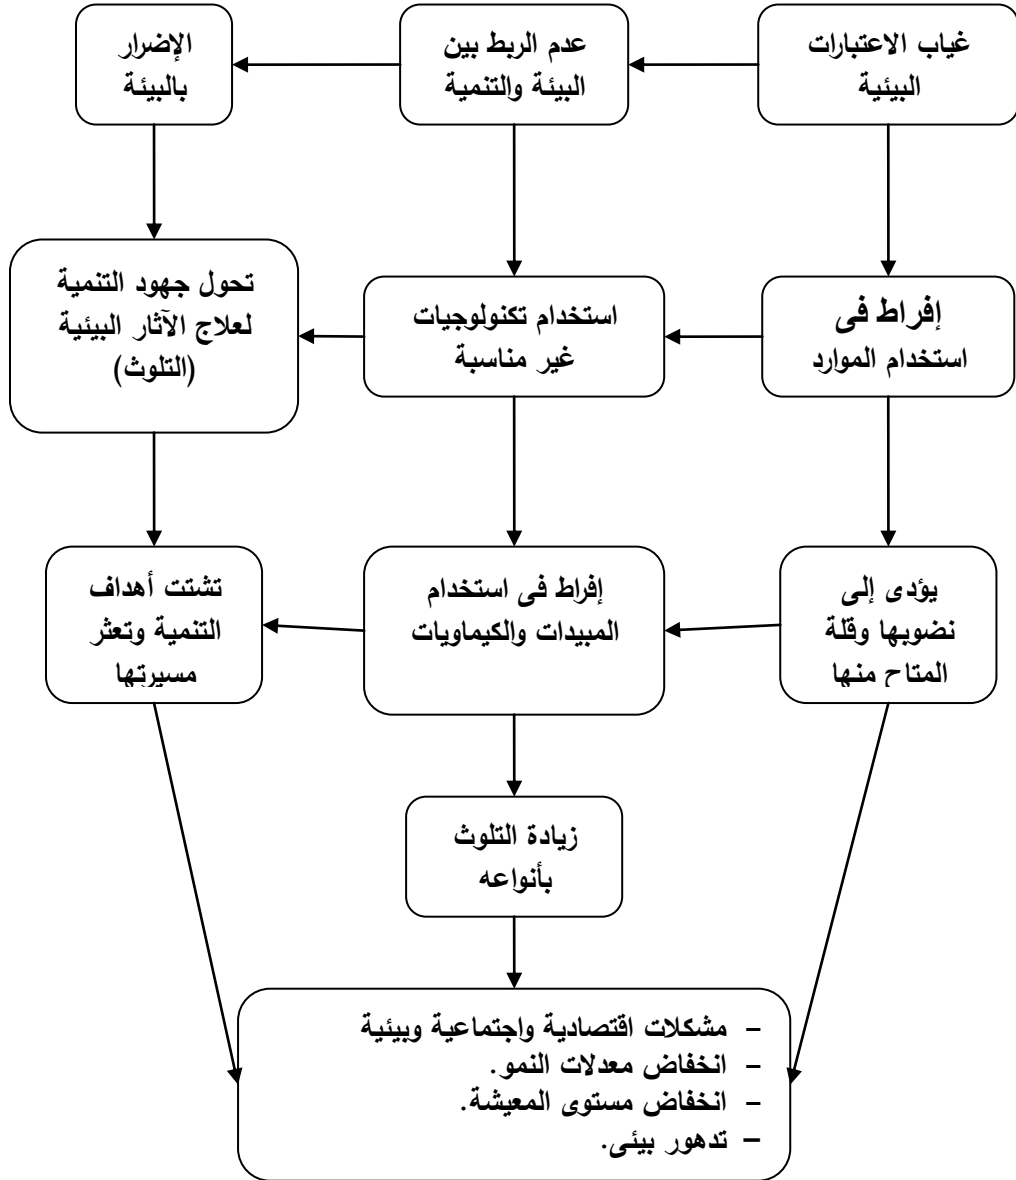 غياب الاعتبارات
البيئية
عدم الربط بين
البيئة والتنمية
الإضرار
بالبيئة
إفراط فى
استخدام الموارد
استخدام تكنولوجيات
غير مناسبة
تحول جهود التنمية
لعلاج الآثار البيئية
(التلوث)
يؤدى إلى
نضوبها وقلة
المتاح منها
إفراط فى استخدام
المبيدات والكيماويات
تشتت أهداف
التنمية وتعثر
مسيرتها
زيادة التلوث
بأنواعه
– مشكلات اقتصادية واجتماعية وبيئية
– انخفاض معدلات النمو.
– انخفاض مستوى المعيشة.
– تدهور بيئى.